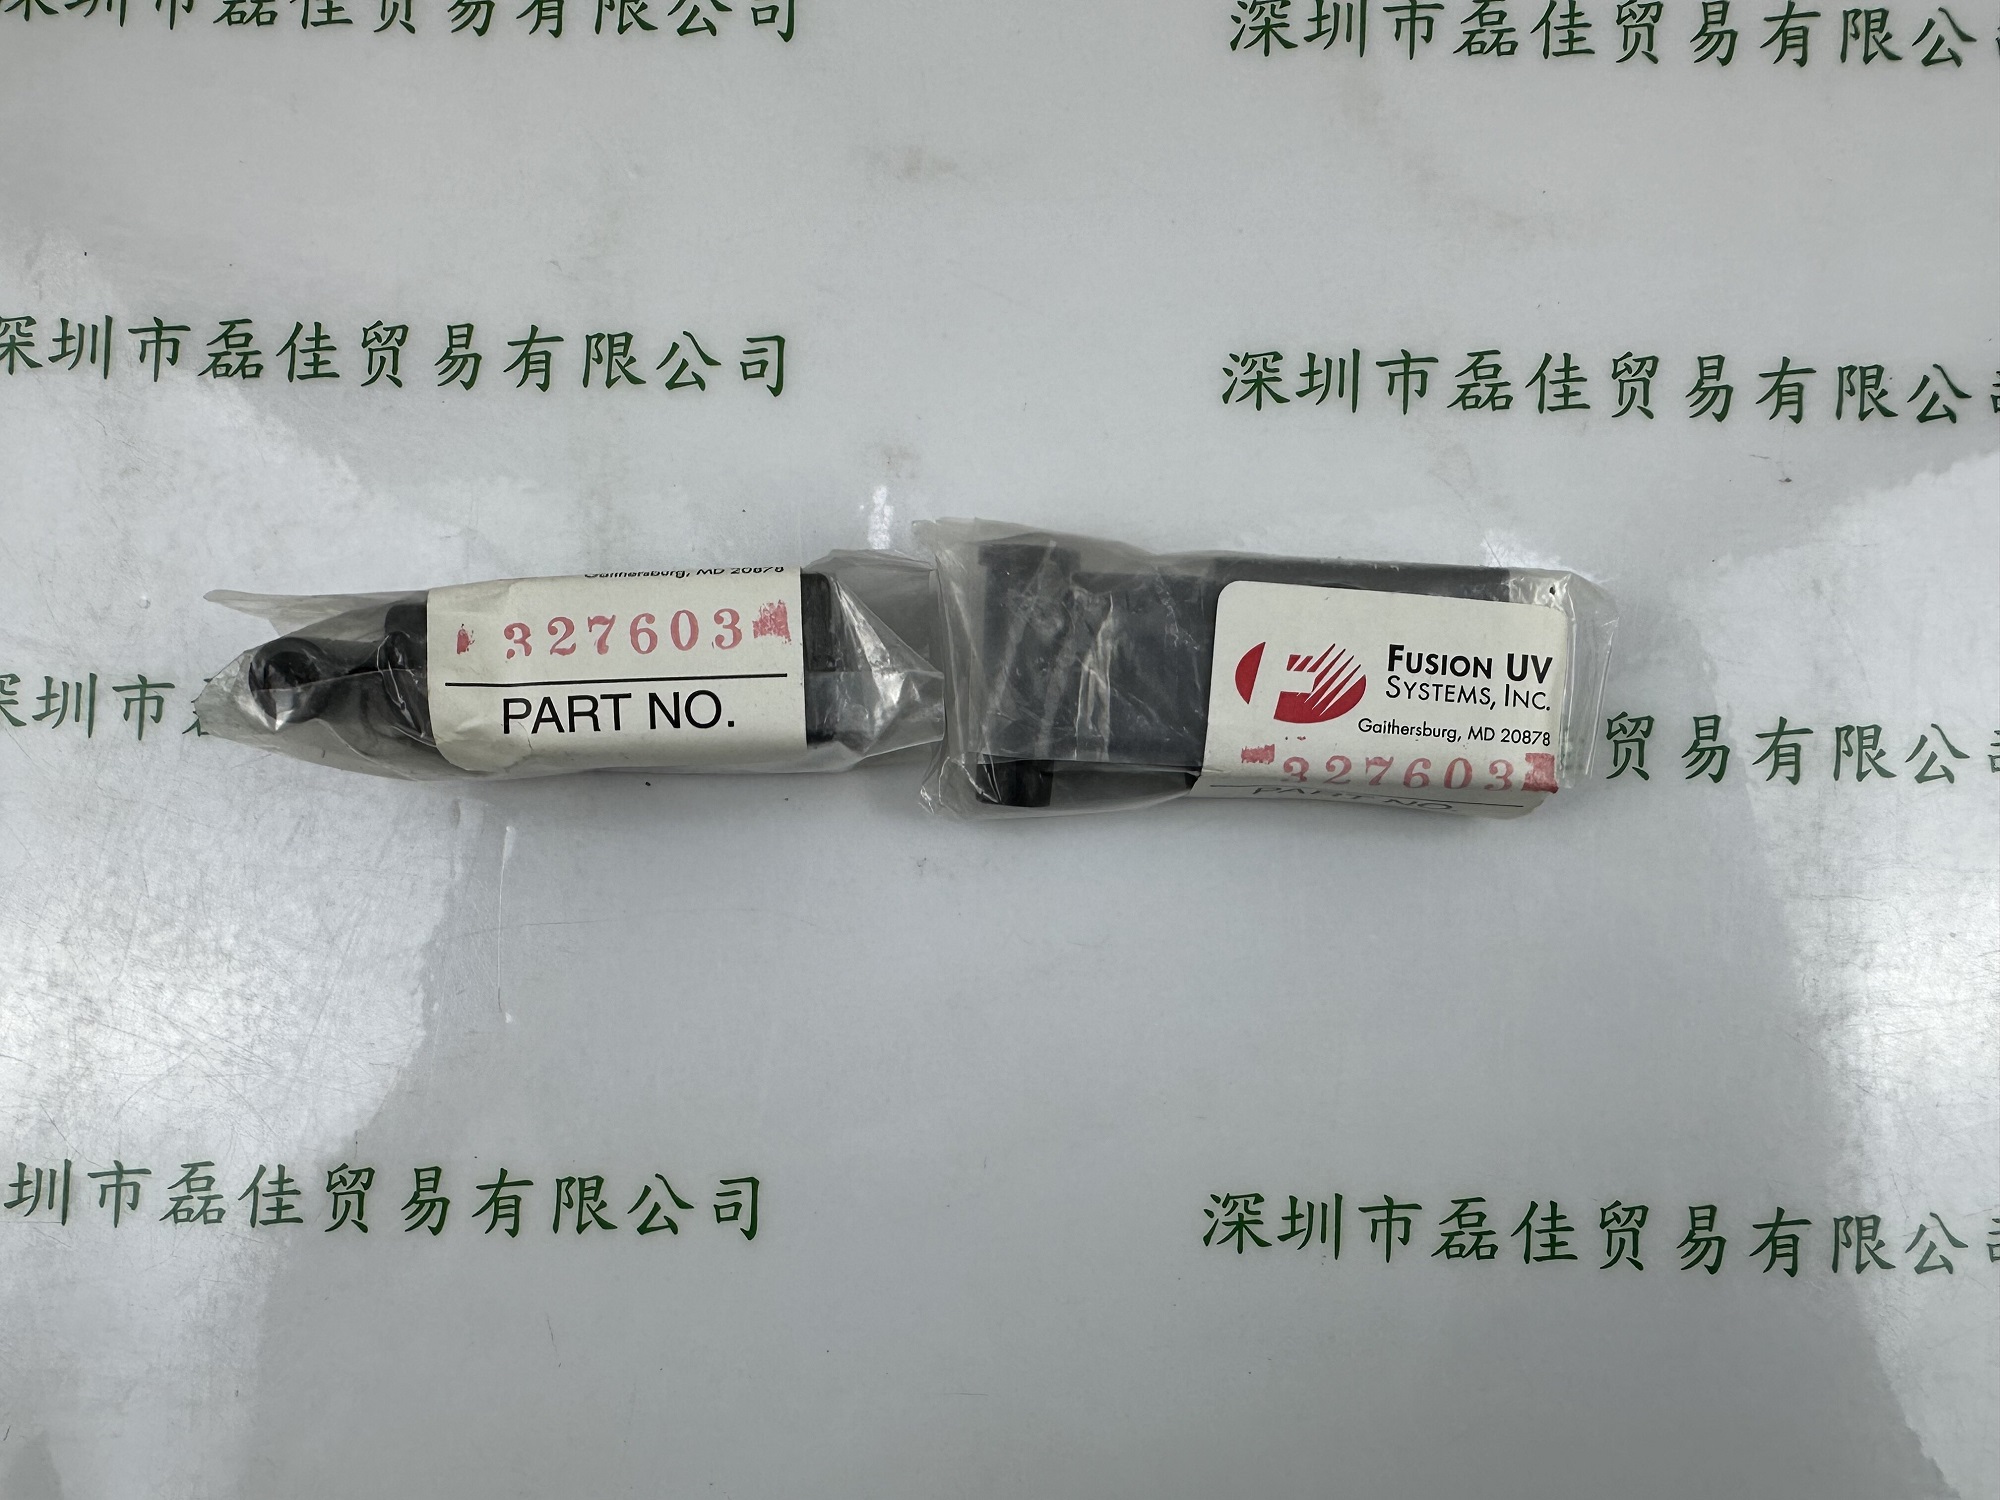 深圳市磊佳贸易有限公司
深圳市磊佳贸易有限公
深圳市磊佳贸易有限公司
深圳市磊佳贸易有限公
Gaithersburg, MD 20878
327603
PART NO.
FUSION UV
SYSTEMS, INC.
Gaithersburg, MD 20878
327603
PART NO.
深圳市
贸易有限公
圳市磊佳贸易有限公司
深圳市磊佳贸易有限公